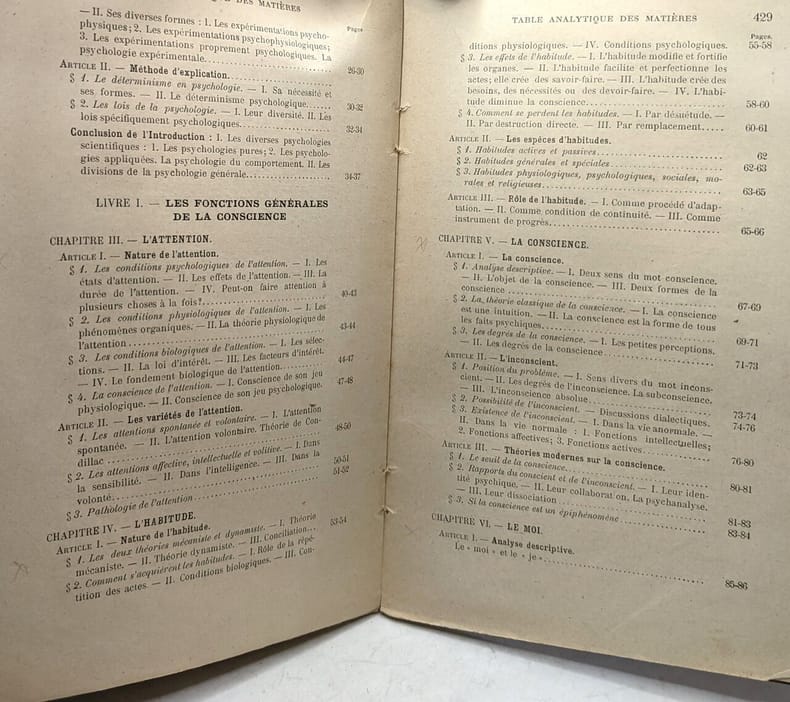 DES MATIÈRES
— II. Ses diverses formes : 1. Les expérimentations psycho-
Pages
physiques; 2. Les expérimentations psychophysiologiques;
3. Les expérimentations proprement psychologiques. La
psychologie expérimentale. 26-30
ARTICLE II. — Méthode d'explication.
§ 1. Le déterminisme en psychologie. — I. Sa nécessité et
ses formes. — II. Le déterminisme psychologique...... 30-32
§ 2. Les lois de la psychologie. — I. Leur diversité. II. Les
lois spécifiquement psychologiques...................... 32-34
Conclusion de l'Introduction : I. Les diverses psychologies
scientifiques : 1. Les psychologies pures; 2. Les psycholo-
gies appliquées. La psychologie du comportement. II. Les
divisions de la psychologie générale..................... 34-37
LIVRE I. — LES FONCTIONS GÉNÉRALES
DE LA CONSCIENCE
CHAPITRE III. — L'ATTENTION.
ARTICLE I. — Nature de l'attention.
§ 1. Les conditions psychologiques de l'attention. — I. Les
états d'attention. — II. Les effets de l'attention. — III. La
durée de l'attention. — IV. Peut-on faire attention à
plusieurs choses à la fois?.............................. 40-43
§ 2. Les conditions physiologiques de l'attention. — I. Les
phénomènes organiques. — II. La théorie physiologique de
l'attention............................................. 43-44
§ 3. Les conditions biologiques de l'attention. — I. Les sélec-
tions. — II. La loi d'intérêt. — III. Les facteurs d'intérêt.
— IV. Le fondement biologique de l'attention............ 44-47
§ 4. La conscience de l'attention. — I. Conscience de son jeu
physiologique. — II. Conscience de son jeu psychologique. 47-48
ARTICLE II. — Les variétés de l'attention.
§ 1. Les attentions spontanée et volontaire. — I. L'attention
spontanée. — II. L'attention volontaire. Théorie de Con-
dillac.................................................. 48-50
§ 2. Les attentions affective, intellectuelle et volitive. — I. Dans
la sensibilité. — II. Dans l'intelligence. — III. Dans la
volonté................................................. 50-51
§ 3. Pathologie de l'attention........................... 51-52
CHAPITRE IV. — L'HABITUDE.
ARTICLE I. — Nature de l'habitude.
§ 1. Les deux théories mécaniste et dynamiste. — I. Théorie
mécaniste. — II. Théorie dynamiste. — III. Conciliation... 53-54
§ 2. Comment s'acquièrent les habitudes. — I. Rôle de la répé-
tition des actes. — II. Conditions biologiques. — III. Con-
TABLE ANALYTIQUE DES MATIÈRES 429
Pages.
ditions physiologiques. — IV. Conditions psychologiques. 55-58
§ 3. Les effets de l'habitude. — I. L'habitude modifie et fortifie
les organes. — II. L'habitude facilite et perfectionne les
actes; elle crée des savoir-faire. — III. L'habitude crée des
besoins, des nécessités ou des devoir-faire. — IV. L'habi-
tude diminue la conscience............................... 58-60
§ 4. Comment se perdent les habitudes. — I. Par désuétude. —
II. Par destruction directe. — III. Par remplacement..... 60-61
ARTICLE II. — Les espèces d'habitudes.
§ 1. Habitudes actives et passives....................... 62
§ 2. Habitudes générales et spéciales.................... 62-63
§ 3. Habitudes physiologiques, psychologiques, sociales, mo-
rales et religieuses..................................... 63-65
ARTICLE III. — Rôle de l'habitude. — I. Comme procédé d'adap-
tation. — II. Comme condition de continuité. — III. Comme
instrument de progrès.................................... 65-66
CHAPITRE V. — LA CONSCIENCE.
ARTICLE I. — La conscience.
§ 1. Analyse descriptive. — I. Deux sens du mot conscience.
— II. L'objet de la conscience. — III. Deux formes de la
conscience............................................... 67-69
§ 2. La théorie classique de la conscience. — I. La conscience
est une intuition. — II. La conscience est la forme de tous
les faits psychiques..................................... 69-71
§ 3. Les degrés de la conscience. — I. Les petites perceptions.
— II. Les degrés de la conscience........................ 71-73
ARTICLE II. — L'inconscient.
§ 1. Position du problème. — I. Sens divers du mot incons-
cient. — II. Les degrés de l'inconscience. La subconscience.
— III. L'inconscience absolue............................ 73-74
§ 2. Possibilité de l'inconscient. — Discussions dialectiques. 74-76
§ 3. Existence de l'inconscient. — I. Dans la vie anormale. —
II. Dans la vie normale : 1. Fonctions intellectuelles;
2. Fonctions affectives; 3. Fonctions actives............ 76-80
ARTICLE III. — Théories modernes sur la conscience.
§ 1. Le seuil de la conscience........................... 80-81
§ 2. Rapports du conscient et de l'inconscient. — I. Leur iden-
tité psychique. — II. Leur collaboration. La psychanalyse.
— III. Leur dissociation................................. 81-83
§ 3. Si la conscience est un épiphénomène................ 83-84
CHAPITRE VI. — LE MOI.
ARTICLE I. — Analyse descriptive.
Le « moi » et le « je »................................... 85-86